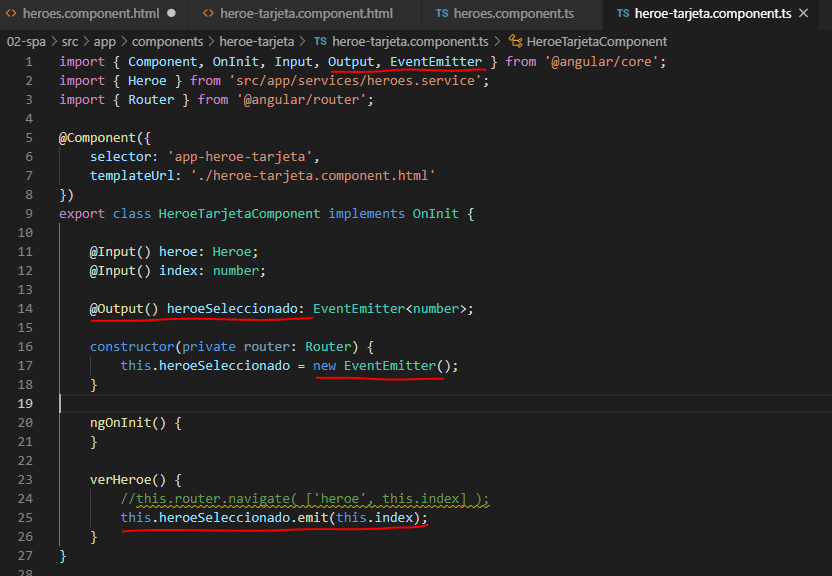 heroes.component.html ● heroe-tarjeta.component.html TS heroes.component.ts TS heroe-tarjeta.component.ts ×
02-spa > src > app > components > heroe-tarjeta > TS heroe-tarjeta.component.ts > HeroeTarjetaComponent
1 import { Component, OnInit, Input, Output, EventEmitter } from '@angular/core';
2 import { Heroe } from 'src/app/services/heroes.service';
3 import { Router } from '@angular/router';
4
5 @Component({
6 selector: 'app-heroe-tarjeta',
7 templateUrl: './heroe-tarjeta.component.html'
8 })
9 export class HeroeTarjetaComponent implements OnInit {
10
11 @Input() heroe: Heroe;
12 @Input() index: number;
13
14 @Output() heroeSeleccionado: EventEmitter<number>;
15
16 constructor(private router: Router) {
17 this.heroeSeleccionado = new EventEmitter();
18 }
19
20 ngOnInit() {
21 }
22
23 verHeroe() {
24 //this.router.navigate( ['heroe', this.index] );
25 this.heroeSeleccionado.emit(this.index);
26 }
27 }
28